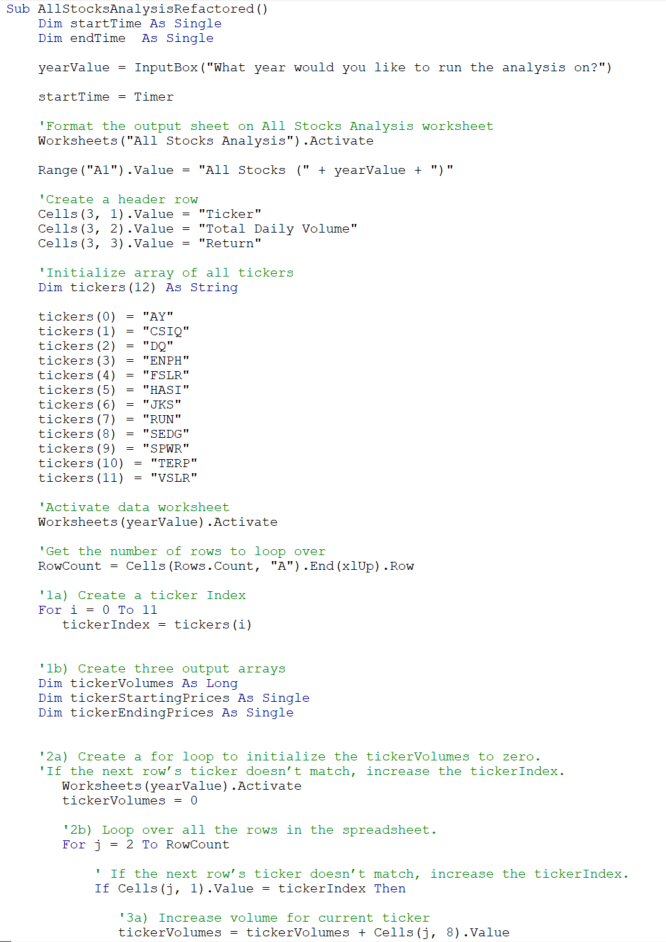 Sub AllStocksAnalysisRefactored()
Dim startTime As Single
Dim endTime  As Single
yearValue = InputBox("What year would you like to run the analysis on?")
startTime = Timer
'Format the output sheet on All Stocks Analysis worksheet
Worksheets("All Stocks Analysis").Activate
Range("A1").Value = "All Stocks (" + yearValue + ")"
'Create a header row
Cells(3, 1).Value = "Ticker"
Cells(3, 2).Value = "Total Daily Volume"
Cells(3, 3).Value = "Return"
'Initialize array of all tickers
Dim tickers(12) As String
tickers(0) = "AY"
tickers(1) = "CSIQ"
tickers(2) = "DQ"
tickers(3) = "ENPH"
tickers(4) = "FSLR"
tickers(5) = "HASI"
tickers(6) = "JKS"
tickers(7) = "RUN"
tickers(8) = "SEDG"
tickers(9) = "SPWR"
tickers(10) = "TERP"
tickers(11) = "VSLR"
'Activate data worksheet
Worksheets(yearValue).Activate
'Get the number of rows to loop over
RowCount = Cells(Rows.Count, "A").End(xlUp).Row
'1a) Create a ticker Index
For i = 0 To 11
tickerIndex = tickers(i)
'1b) Create three output arrays
Dim tickerVolumes As Long
Dim tickerStartingPrices As Single
Dim tickerEndingPrices As Single
'2a) Create a for loop to initialize the tickerVolumes to zero.
'If the next row's ticker doesn't match, increase the tickerIndex.
Worksheets(yearValue).Activate
tickerVolumes = 0
'2b) Loop over all the rows in the spreadsheet.
For j = 2 To RowCount
' If the next row's ticker doesn't match, increase the tickerIndex.
If Cells(j, 1).Value = tickerIndex Then
'3a) Increase volume for current ticker
tickerVolumes = tickerVolumes + Cells(j, 8).Value